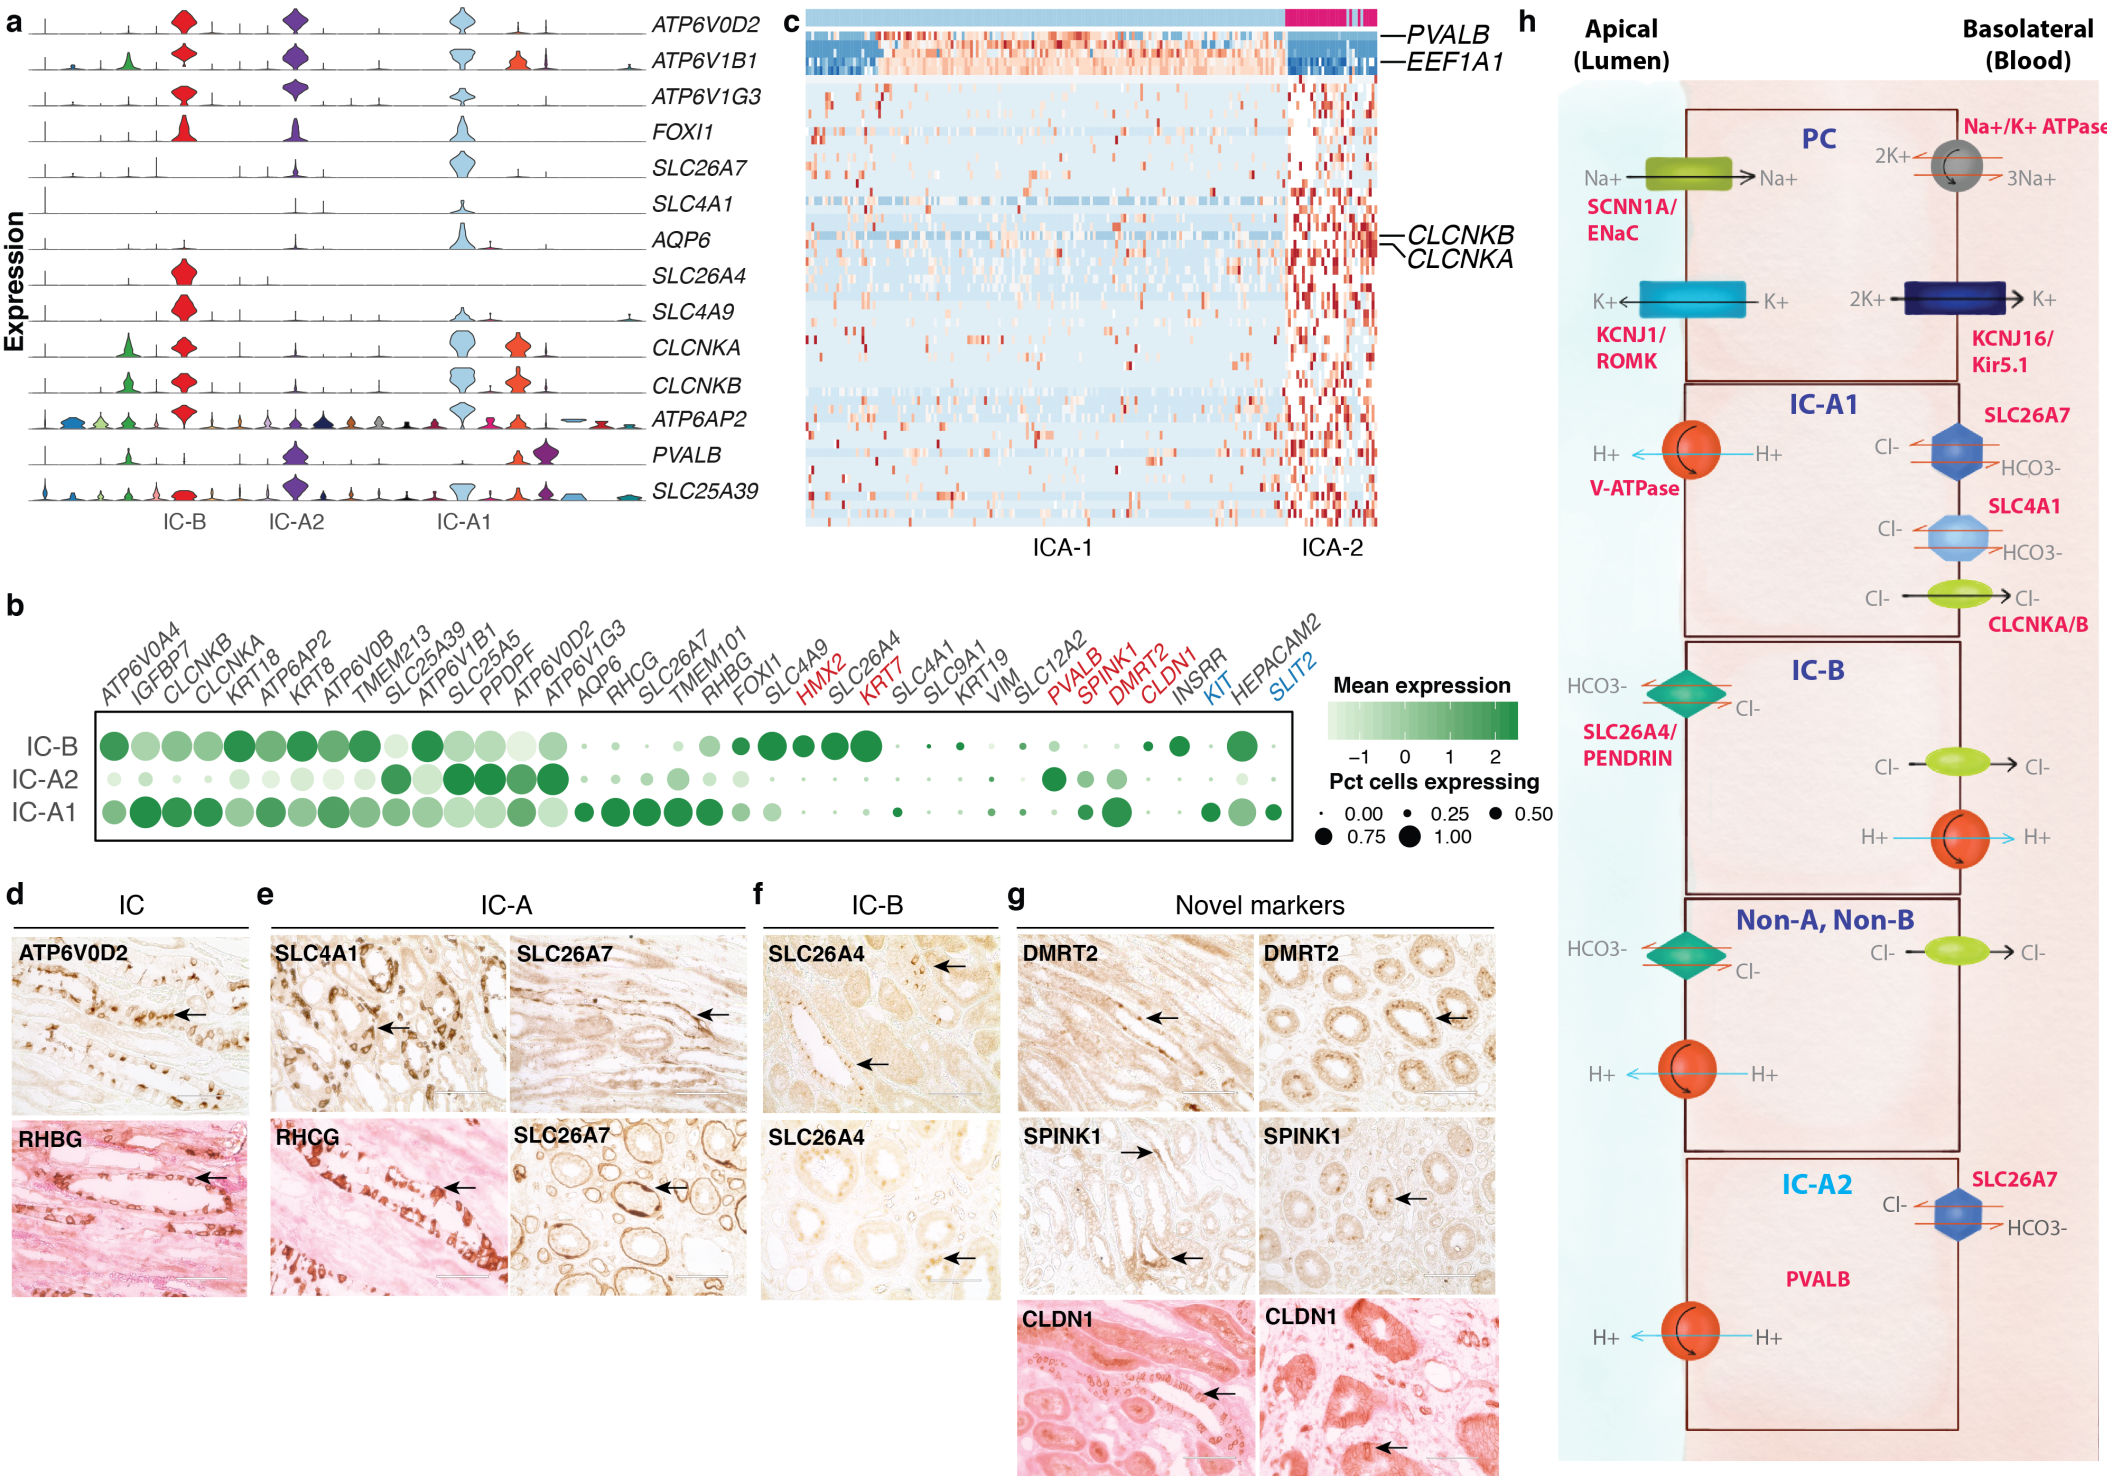 a
Expression
ATP6V0D2
ATP6V1B1
ATP6V1G3
FOXI1
SLC26A7
SLC4A1
AQP6
SLC26A4
SLC4A9
CLCNKA
CLCNKB
ATP6AP2
PVALB
SLC25A39
IC-B IC-A2 IC-A1
c
PVALB
EEF1A1
CLCNKB
CLCNKA
ICA-1 ICA-2
b
ATP6V0A4 IGFBP7 CLCNKB CLCNKA KRT18 ATP6AP2 KRT8 ATP6V0B TMEM213 SLC25A39 ATP6V1B1 SLC25A5 PPDPF ATP6V0D2 ATP6V1G3 AQP6 RHCG SLC26A7 TMEM101 RHBG FOXI1 SLC4A9 HMX2 SLC26A4 KRT7 SLC4A1 SLC9A1 KRT19 VIM SLC12A2 PVALB SPINK1 DMRT2 CLDN1 INSRR KIT HEPACAM2 SLIT2
IC-B
IC-A2
IC-A1
Mean expression
−1 0 1 2
Pct cells expressing
0.00 0.25 0.50
0.75 1.00
d
IC
ATP6V0D2
RHBG
e
IC-A
SLC4A1 SLC26A7
RHCG SLC26A7
f
IC-B
SLC26A4
SLC26A4
g
Novel markers
DMRT2 DMRT2
SPINK1 SPINK1
CLDN1 CLDN1
h
Apical
(Lumen)
Basolateral
(Blood)
PC
Na+/K+ ATPase
2K+
3Na+
Na+ Na+
SCNN1A/
ENaC
K+ K+
2K+ K+
KCNJ1/
ROMK
KCNJ16/
Kir5.1
IC-A1
SLC26A7
Cl-
HCO3-
H+ H+
V-ATPase
SLC4A1
Cl-
HCO3-
Cl- Cl-
CLCNKA/B
IC-B
HCO3-
Cl-
SLC26A4/
PENDRIN
Cl- Cl-
H+ H+
Non-A, Non-B
HCO3-
Cl-
Cl- Cl-
H+ H+
IC-A2
SLC26A7
Cl-
HCO3-
PVALB
H+ H+